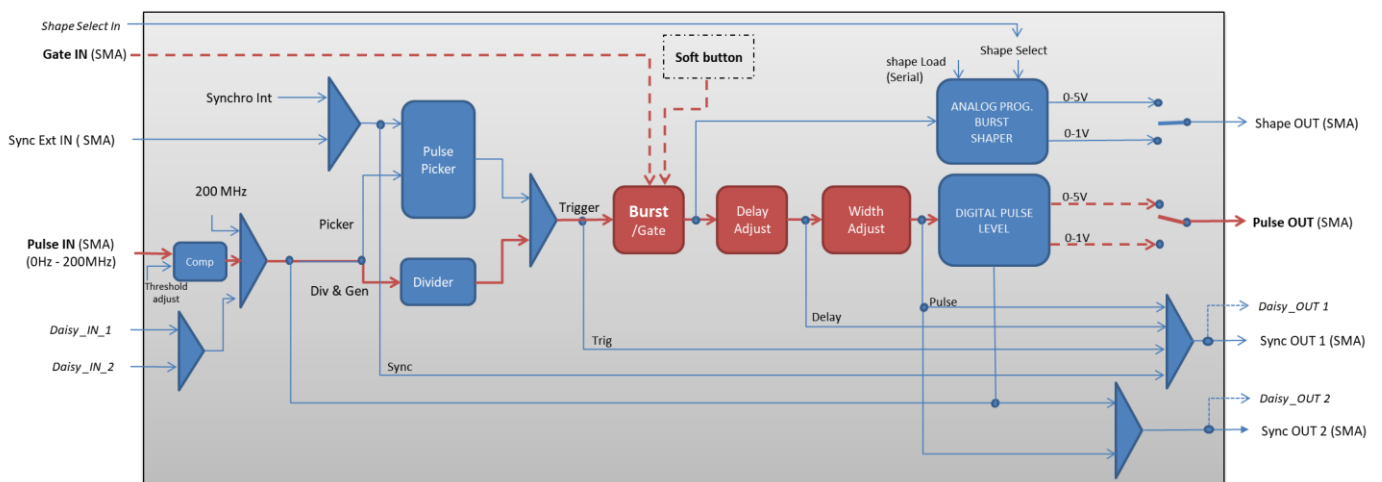 Shape Select In
Gate IN (SMA)
Soft button
Shape Select
shape Load
(Serial)
Synchro Int
Sync Ext IN ( SMA)
Pulse
Picker
ANALOG PROG.
BURST
SHAPER
0-5V
0-1V
Shape OUT (SMA)
200 MHz
Picker
Trigger
Burst
/Gate
Delay
Adjust
Width
Adjust
DIGITAL PULSE
LEVEL
0-5V
0-1V
Pulse OUT (SMA)
Pulse IN (SMA)
(0Hz - 200MHz)
Comp
Threshold
adjust
Div & Gen
Divider
Daisy_IN_1
Daisy_IN_2
Pulse
Delay
Trig
Sync
Daisy_OUT 1
Sync OUT 1 (SMA)
Daisy_OUT 2
Sync OUT 2 (SMA)